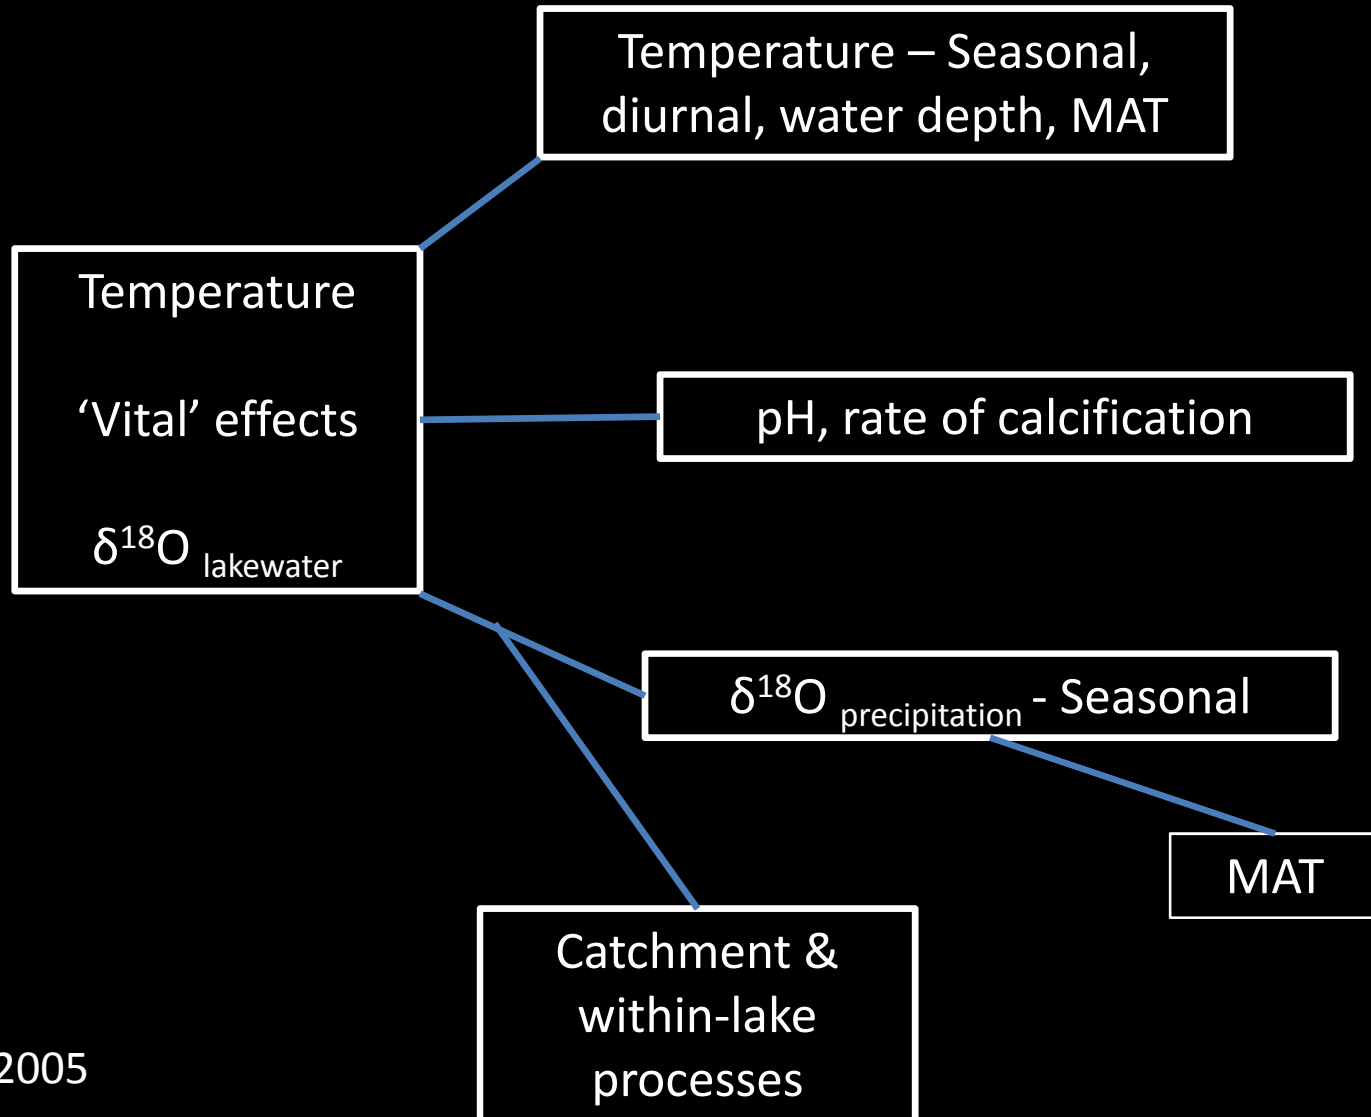 Temperature – Seasonal,
diurnal, water depth, MAT
Temperature
‘Vital’ effects
δ¹⁸O lakewater
pH, rate of calcification
δ¹⁸O precipitation - Seasonal
MAT
Catchment &
within-lake
processes
2005